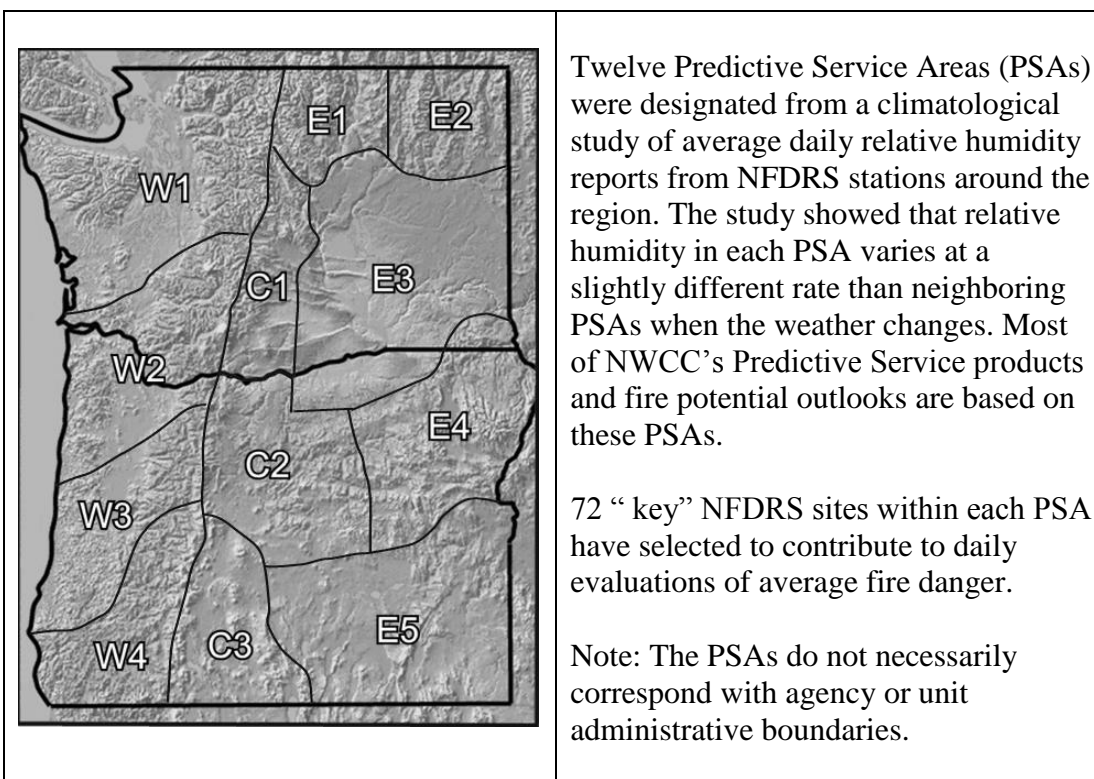 E1
E2
W1
C1
E3
W2
E4
C2
W3
E5
C3
W4
Twelve Predictive Service Areas (PSAs)
were designated from a climatological
study of average daily relative humidity
reports from NFDRS stations around the
region. The study showed that relative
humidity in each PSA varies at a
slightly different rate than neighboring
PSAs when the weather changes. Most
of NWCC’s Predictive Service products
and fire potential outlooks are based on
these PSAs.
72 “ key” NFDRS sites within each PSA
have selected to contribute to daily
evaluations of average fire danger.
Note: The PSAs do not necessarily
correspond with agency or unit
administrative boundaries.